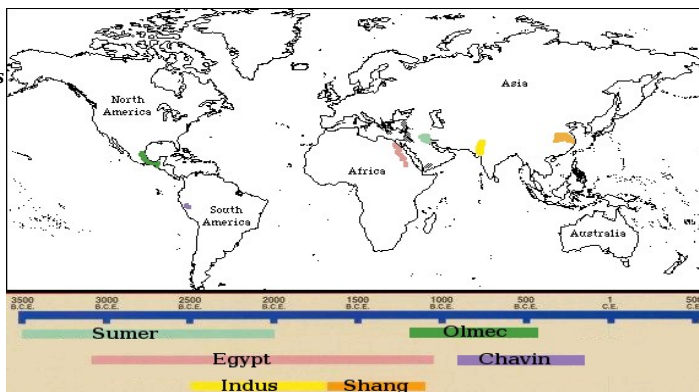 Asia
North
America
Africa
South
America
Australia
3500 3000 2500 2000 1500 1000 500 1 500
B.C.E. B.C.E. B.C.E. B.C.E. B.C.E. B.C.E. B.C.E. C.E. C.E.
Sumer Olmec
Egypt Chavin
Indus Shang